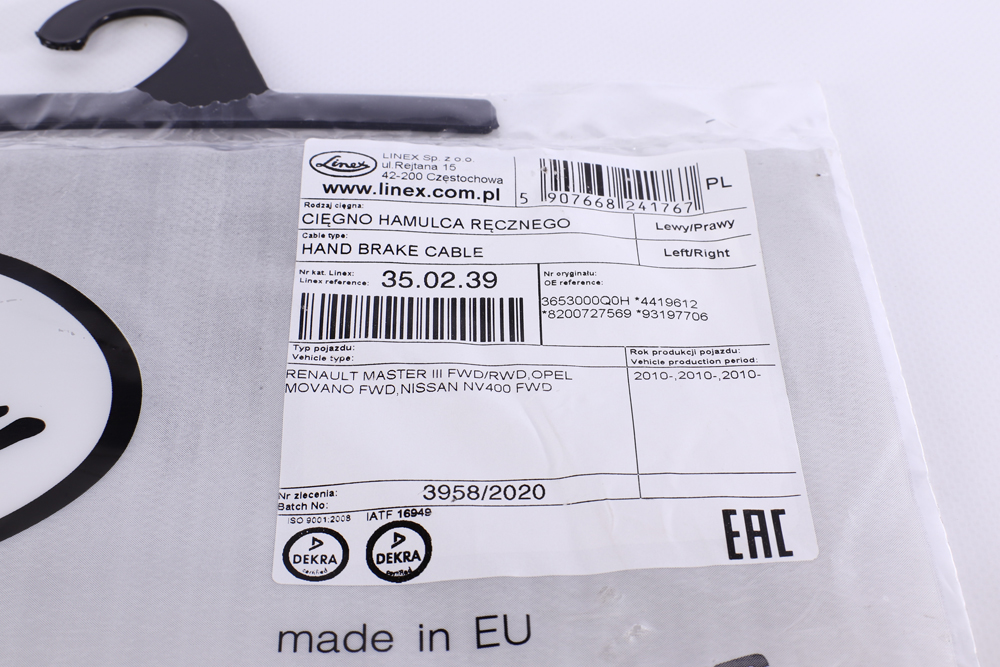 Linex
LINEX Sp. z o.o.
ul.Rejtana 15
42-200 Częstochowa
www.linex.com.pl
5 907668 241767
PL
Rodzaj cięgna:
CIĘGNO HAMULCA RĘCZNEGO
Lewy/Prawy
Cable type:
HAND BRAKE CABLE
Left/Right
Nr kat. Linex:
Linex reference:
35.02.39
Nr oryginału:
OE reference:
3653000Q0H *4419612
*8200727569 *93197706
Typ pojazdu:
Vehicle type:
Rok produkcji pojazdu:
Vehicle production period:
RENAULT MASTER III FWD/RWD,OPEL
MOVANO FWD,NISSAN NV400 FWD
2010-,2010-,2010-
Nr zlecenia:
Batch No:
3958/2020
ISO 9001:2008
IATF 16949
DEKRA
certified
DEKRA
certified
EAC
made in EU